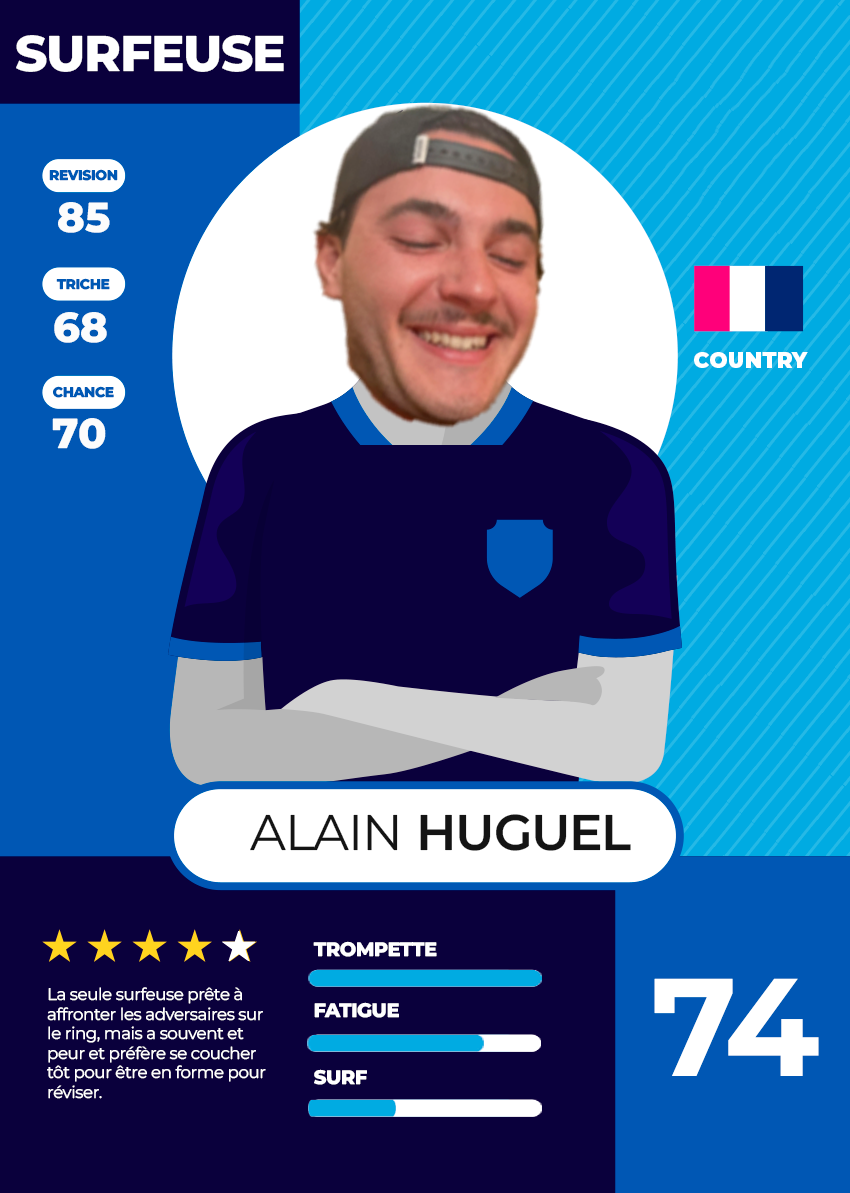 SURFEUSE
REVISION
85
TRICHE
68
CHANCE
70
COUNTRY
ALAIN HUGUEL
La seule surfeuse prête à
affronter les adversaires sur
le ring, mais a souvent et
peur et préfère se coucher
tôt pour être en forme pour
réviser.
TROMPETTE
FATIGUE
SURF
74